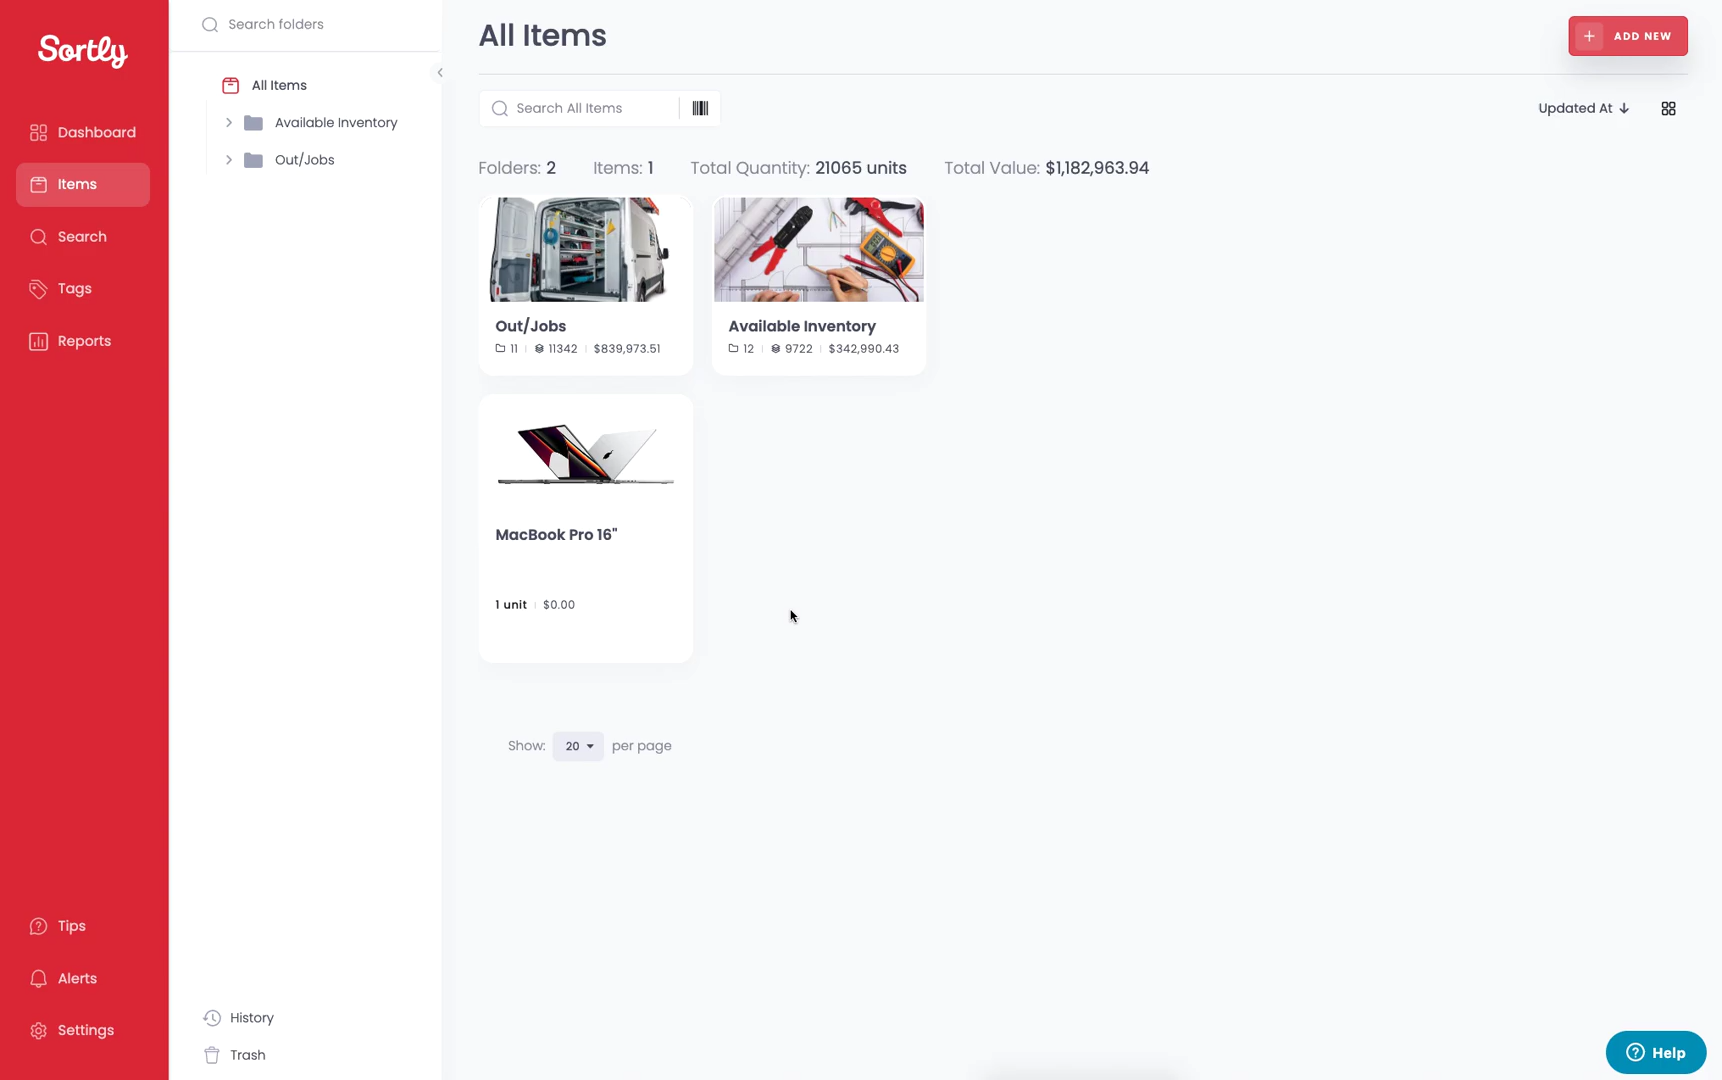 Sortly
Dashboard
Items
Search
Tags
Reports
Tips
Alerts
Settings
Search folders
All Items
Available Inventory
Out/Jobs
History
Trash
All Items
ADD NEW
Search All Items
Updated At
Folders: 2 Items: 1 Total Quantity: 21065 units Total Value: $1,182,963.94
Out/Jobs
11 11342 $839,973.51
Available Inventory
12 9722 $342,990.43
MacBook Pro 16"
1 unit $0.00
Show: 20 per page
Help